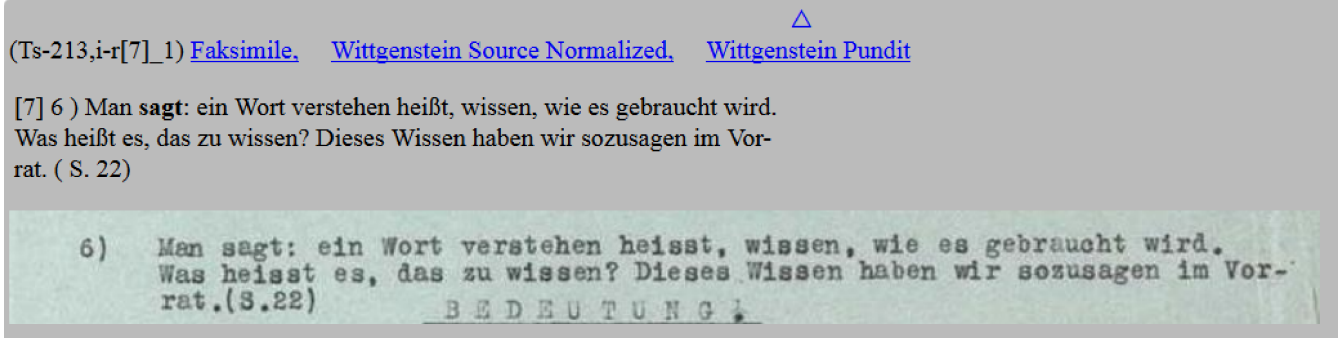 △
(Ts-213,i-r[7]_1) Faksimile, Wittgenstein Source Normalized, Wittgenstein Pundit
[7] 6 ) Man sagt: ein Wort verstehen heißt, wissen, wie es gebraucht wird.
Was heißt es, das zu wissen? Dieses Wissen haben wir sozusagen im Vor-
rat. ( S. 22)
6) Man sagt: ein Wort verstehen heisst, wissen, wie es gebraucht wird.
Was heisst es, das zu wissen? Dieses Wissen haben wir sozusagen im Vor-
rat.(S.22)
B E D E U T U N G .